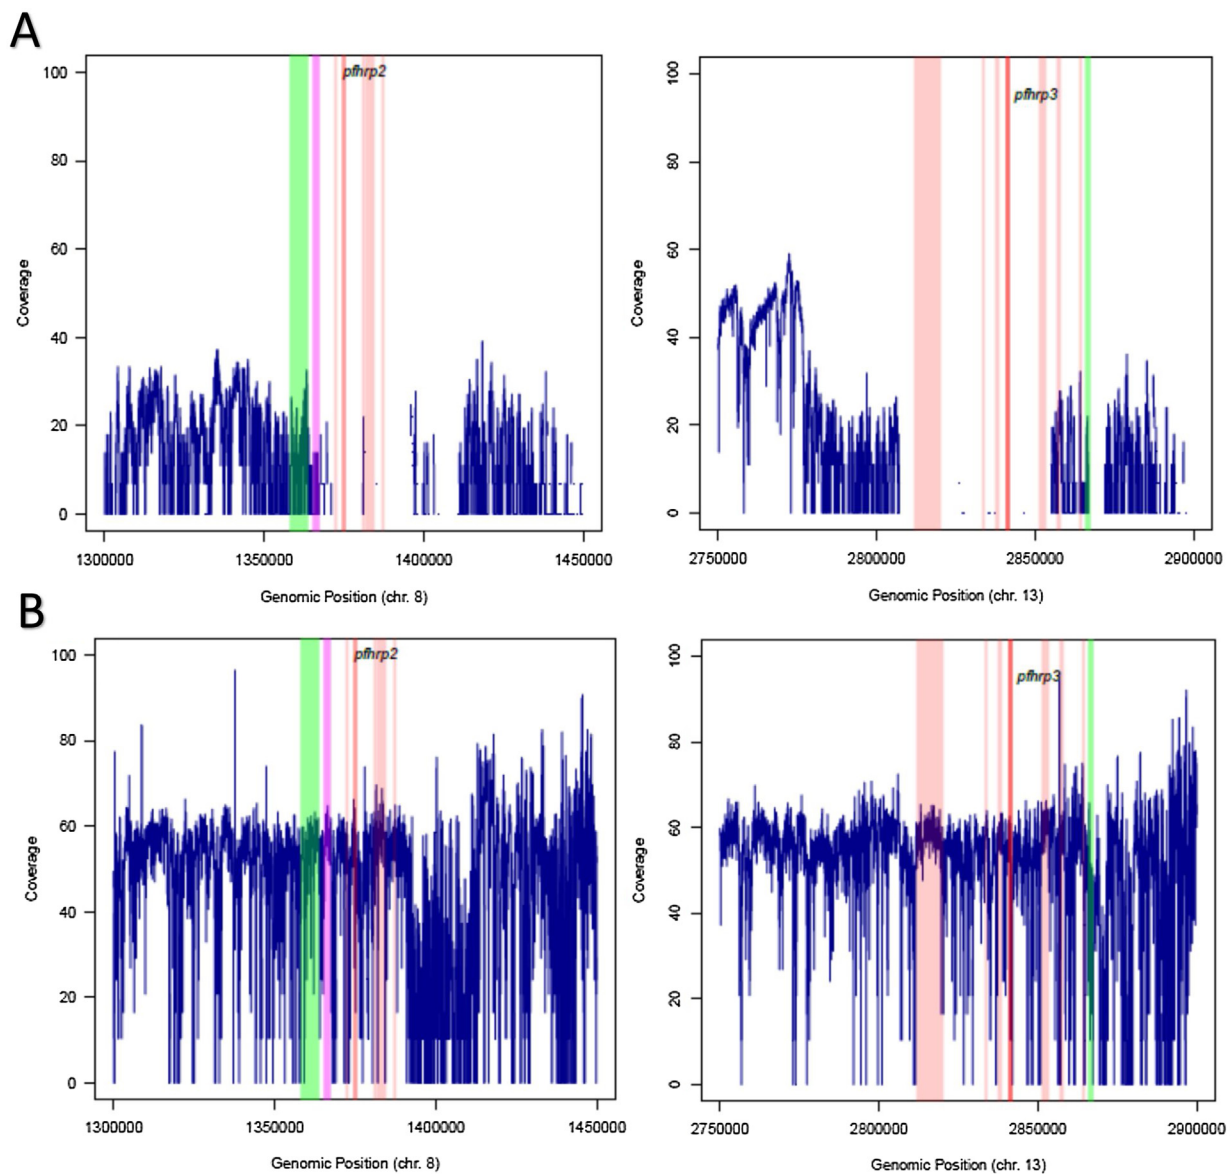 A
pfhrp2
100
80
60
40
20
0
Coverage
1300000 1350000 1400000 1450000
Genomic Position (chr. 8)
pfhrp3
100
80
60
40
20
0
Coverage
2750000 2800000 2850000 2900000
Genomic Position (chr. 13)
B
pfhrp2
100
80
60
40
20
0
Coverage
1300000 1350000 1400000 1450000
Genomic Position (chr. 8)
pfhrp3
100
80
60
40
20
0
Coverage
2750000 2800000 2850000 2900000
Genomic Position (chr. 13)